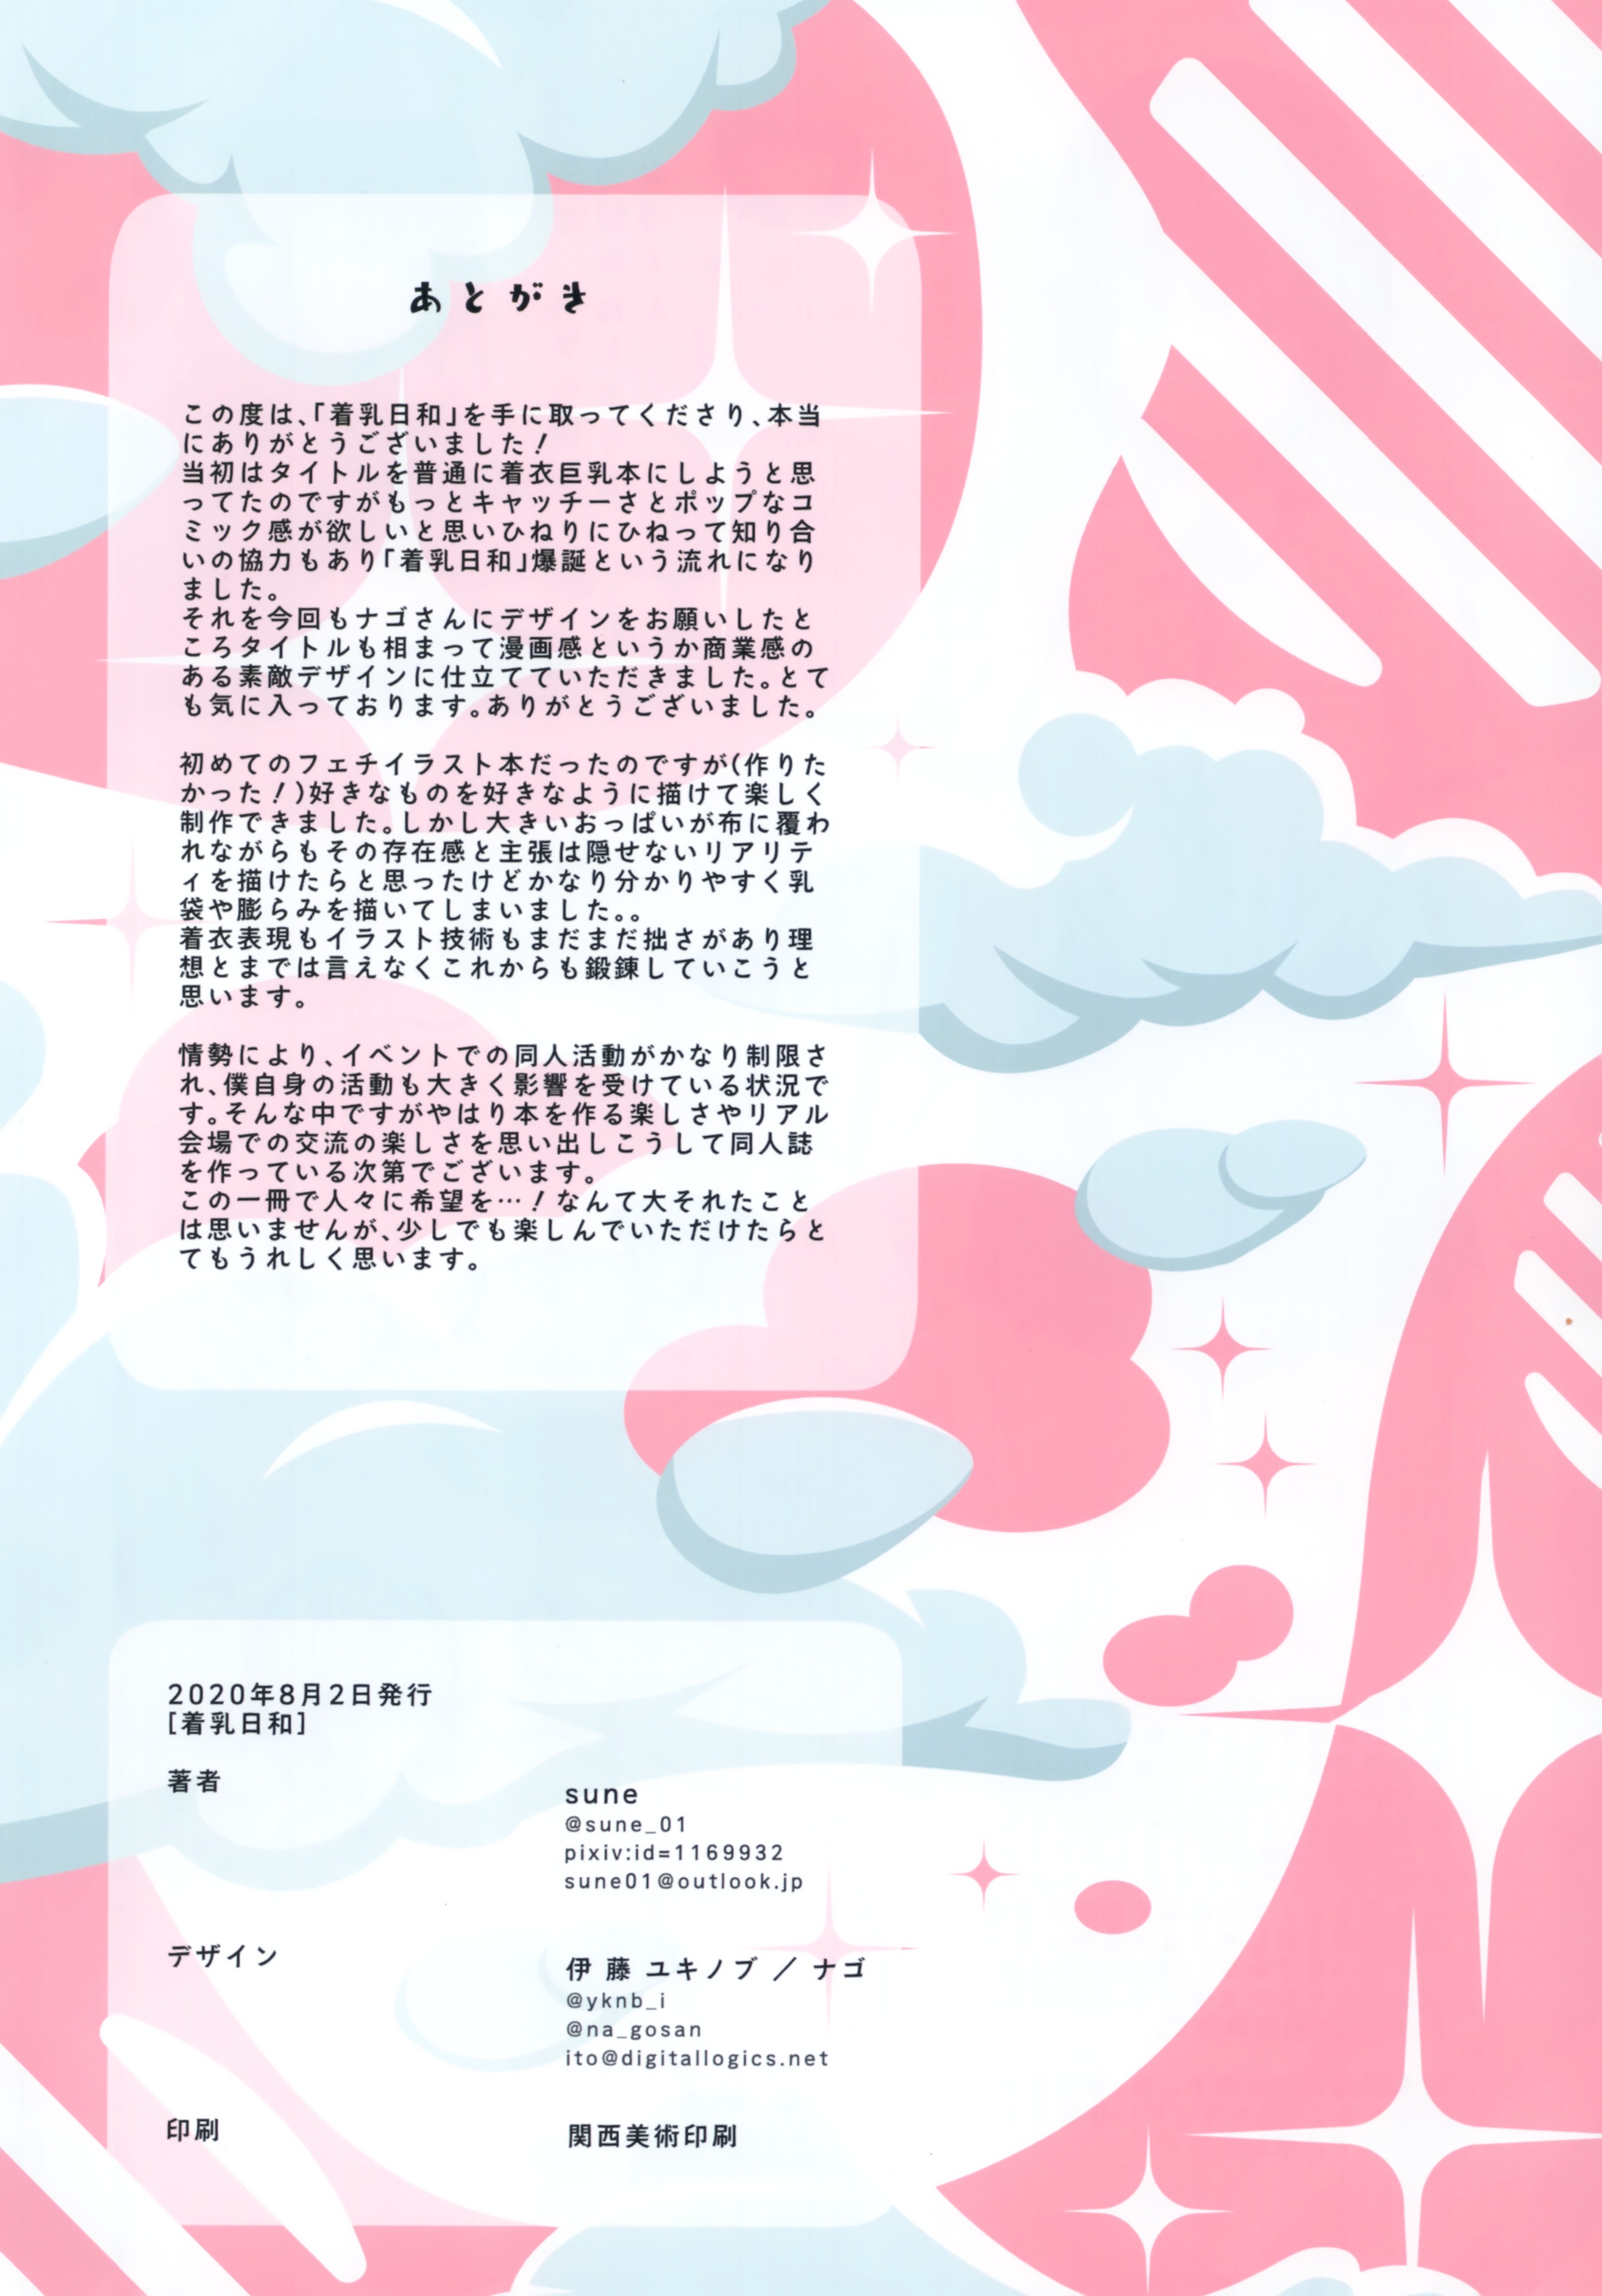 あとがき
この度は、「着乳日和」を手に取ってくださり、本当
にありがとうございました！
当初はタイトルを普通に着衣巨乳本にしようと思
ってたのですがもっとキャッチーさとポップなコ
ミック感が欲しいと思いひねりにひねって知り合
いの協力もあり「着乳日和」爆誕という流れになり
ました。
それを今回もナゴさんにデザインをお願いしたと
ころタイトルも相まって漫画感というか商業感の
ある素敵デザインに仕立てていただきました。とて
も気に入っております。ありがとうございました。
初めてのフェチイラスト本だったのですが(作りた
かった！)好きなものを好きなように描けて楽しく
制作できました。しかし大きいおっぱいが布に覆わ
れながらもその存在感と主張は隠せないリアリテ
ィを描けたらと思ったけどかなり分かりやすく乳
袋や膨らみを描いてしまいました。。
着衣表現もイラスト技術もまだまだ拙さがあり理
想とまでは言えなくこれからも鍛錬していこうと
思います。
情勢により、イベントでの同人活動がかなり制限さ
れ、僕自身の活動も大きく影響を受けている状況で
す。そんな中ですがやはり本を作る楽しさやリアル
会場での交流の楽しさを思い出しこうして同人誌
を作っている次第でございます。
この一冊で人々に希望を…！なんて大それたこと
は思いませんが、少しでも楽しんでいただけたらと
てもうれしく思います。
2020年8月2日発行
[着乳日和]
著者
sune
@sune_01
pixiv:id=1169932
sune01@outlook.jp
デザイン
伊藤 ユキノブ ／ ナゴ
@yknb_i
@na_gosan
ito@digitallogics.net
印刷
関西美術印刷